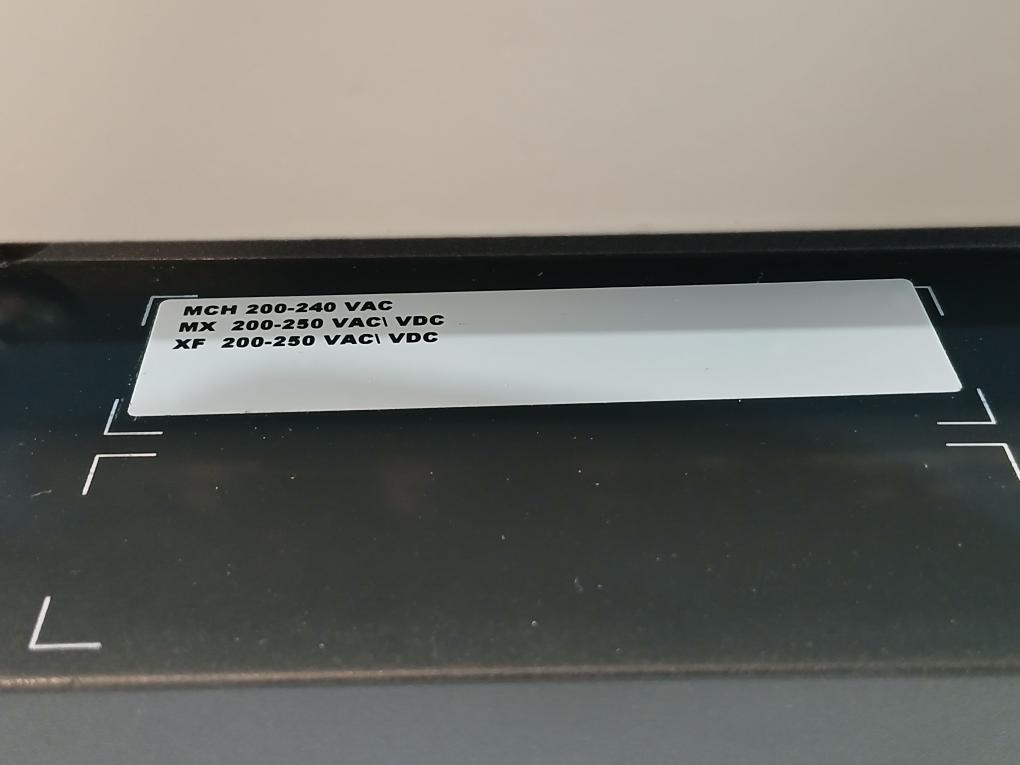 MCH 200-240 VAC
MX 200-250 VAC\ VDC
XF 200-250 VAC\ VDC